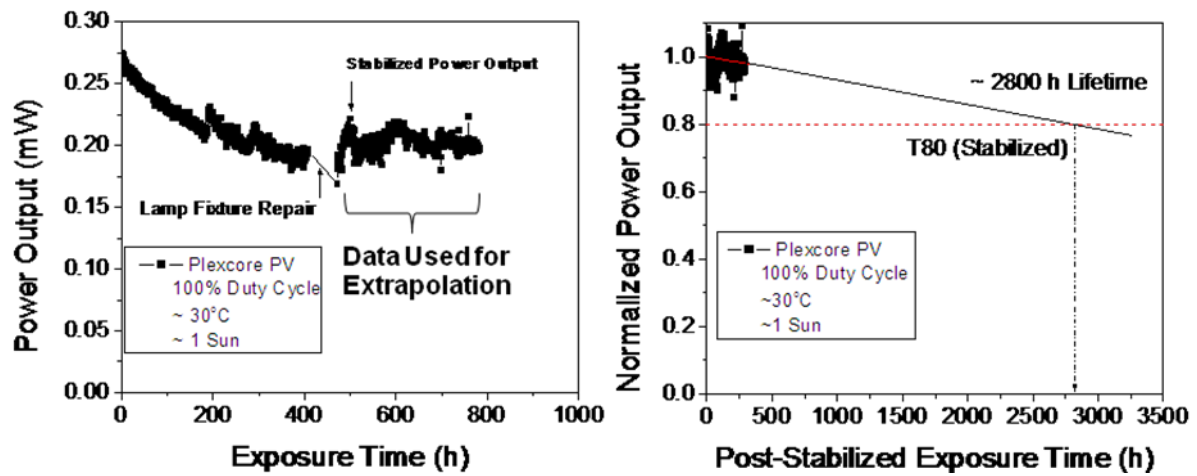 0.30
0.25
0.20
0.15
0.10
0.05
0.00
Power Output (mW)
Stabilized Power Output
Lamp Fixture Repair
Data Used for
Extrapolation
Plexcore PV
100% Duty Cycle
~ 30°C
~ 1 Sun
0 200 400 600 800 1000
Exposure Time (h)
1.0
0.8
0.6
0.4
0.2
0.0
Normalized Power Output
~ 2800 h Lifetime
T80 (Stabilized)
Plexcore PV
100% Duty Cycle
~30°C
~1 Sun
0 500 1000 1500 2000 2500 3000 3500
Post-Stabilized Exposure Time (h)